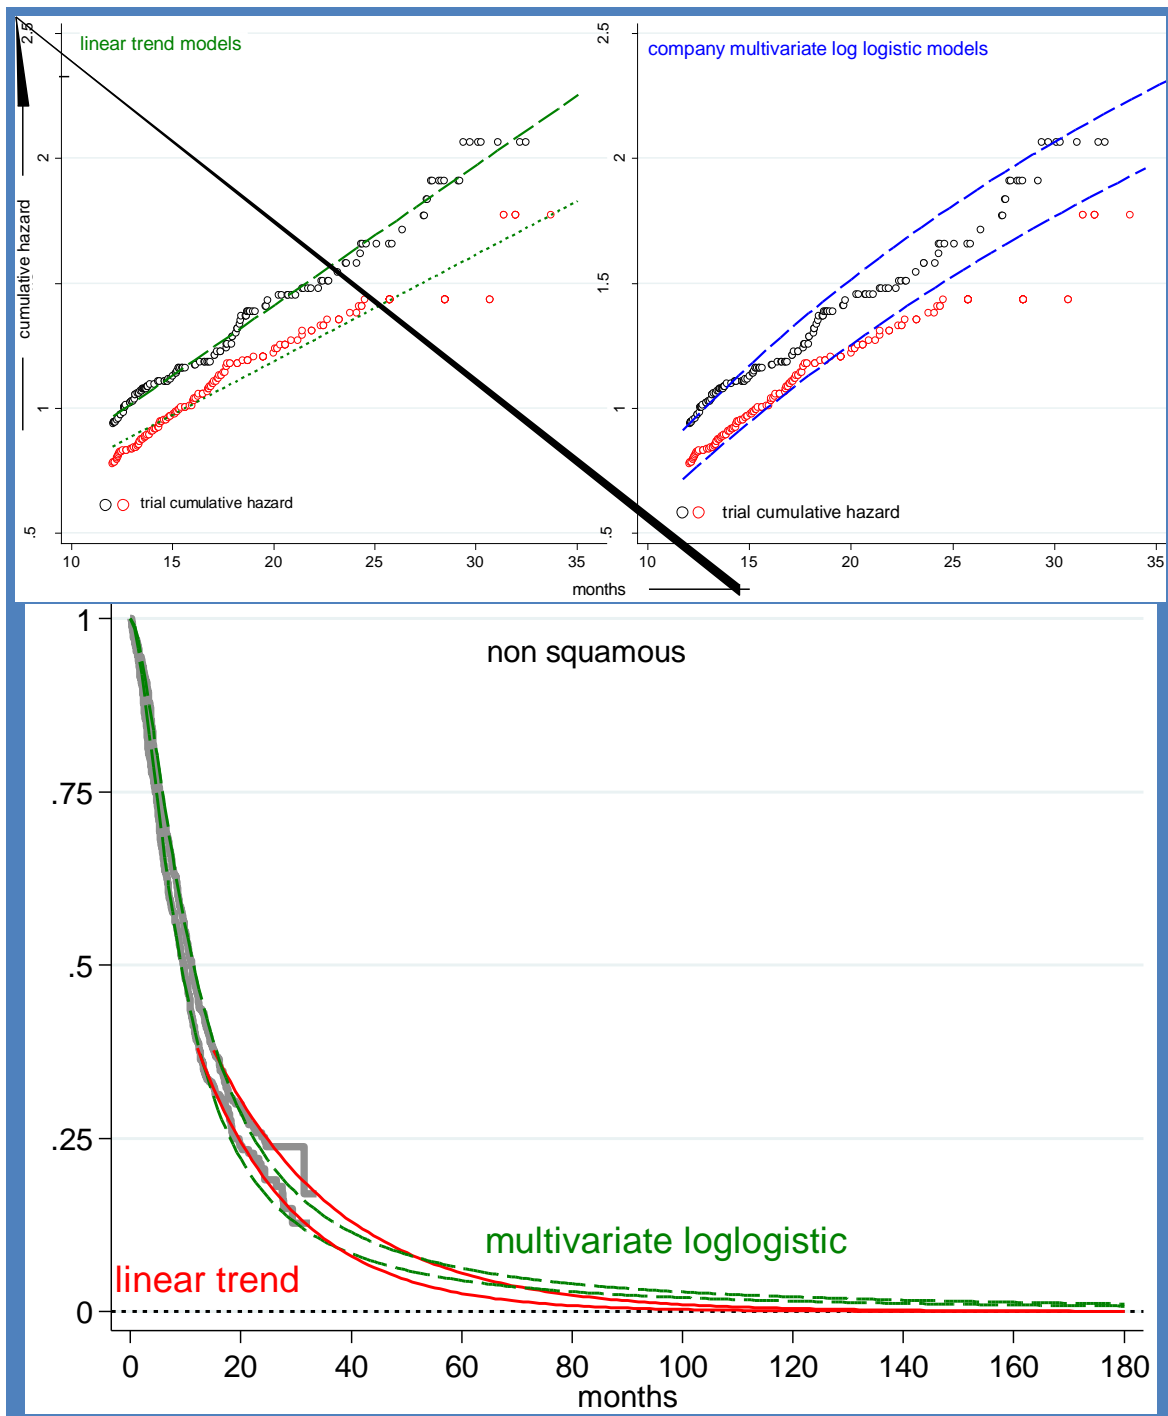 linear trend models
2.5
2
1.5
1
.5
cumulative hazard
trial cumulative hazard
10 15 20 25 30 35
company multivariate log logistic models
2.5
2
1.5
1
.5
trial cumulative hazard
10 15 20 25 30 35
months
non squamous
1
.75
.5
.25
0
multivariate loglogistic
linear trend
0 20 40 60 80 100 120 140 160 180
months